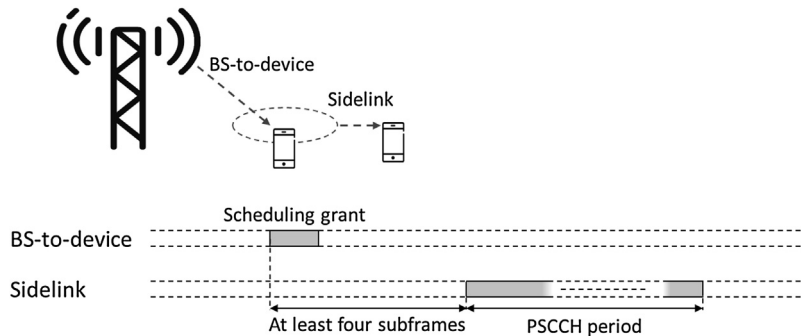 BS-to-device
Sidelink
Scheduling grant
BS-to-device
Sidelink
At least four subframes
PSCCH period